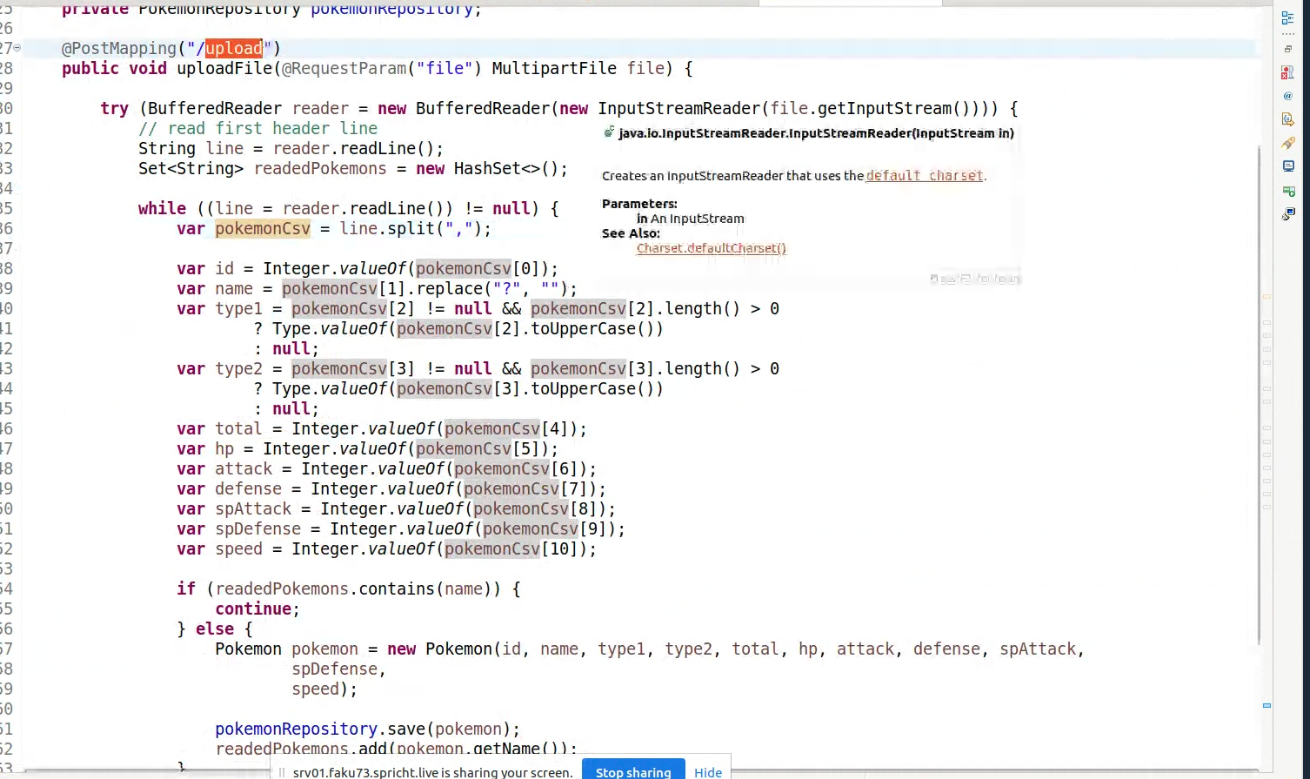 25 private PokemonRepository pokemonRepository;
26
27 @PostMapping("/upload")
28 public void uploadFile(@RequestParam("file") MultipartFile file) {
29
30 try (BufferedReader reader = new BufferedReader(new InputStreamReader(file.getInputStream()))) {
31 // read first header line
java.io.InputStreamReader.InputStreamReader(InputStream in)
32 String line = reader.readLine();
33 Set<String> readedPokemons = new HashSet<>();
Creates an InputStreamReader that uses the default charset.
34
Parameters:
35 while ((line = reader.readLine()) != null) {
in An InputStream
36 var pokemonCsv = line.split(",");
See Also:
37
Charset.defaultCharset()
38 var id = Integer.valueOf(pokemonCsv[0]);
39 var name = pokemonCsv[1].replace("?", "");
40 var type1 = pokemonCsv[2] != null && pokemonCsv[2].length() > 0
41 ? Type.valueOf(pokemonCsv[2].toUpperCase())
42 : null;
43 var type2 = pokemonCsv[3] != null && pokemonCsv[3].length() > 0
44 ? Type.valueOf(pokemonCsv[3].toUpperCase())
45 : null;
46 var total = Integer.valueOf(pokemonCsv[4]);
47 var hp = Integer.valueOf(pokemonCsv[5]);
48 var attack = Integer.valueOf(pokemonCsv[6]);
49 var defense = Integer.valueOf(pokemonCsv[7]);
50 var spAttack = Integer.valueOf(pokemonCsv[8]);
51 var spDefense = Integer.valueOf(pokemonCsv[9]);
52 var speed = Integer.valueOf(pokemonCsv[10]);
53
54 if (readedPokemons.contains(name)) {
55 continue;
56 } else {
57 Pokemon pokemon = new Pokemon(id, name, type1, type2, total, hp, attack, defense, spAttack,
58 spDefense,
59 speed);
60
61 pokemonRepository.save(pokemon);
62 readedPokemons.add(pokemon.getName());
63 }
srv01.faku73.spricht.live is sharing your screen. Stop sharing Hide